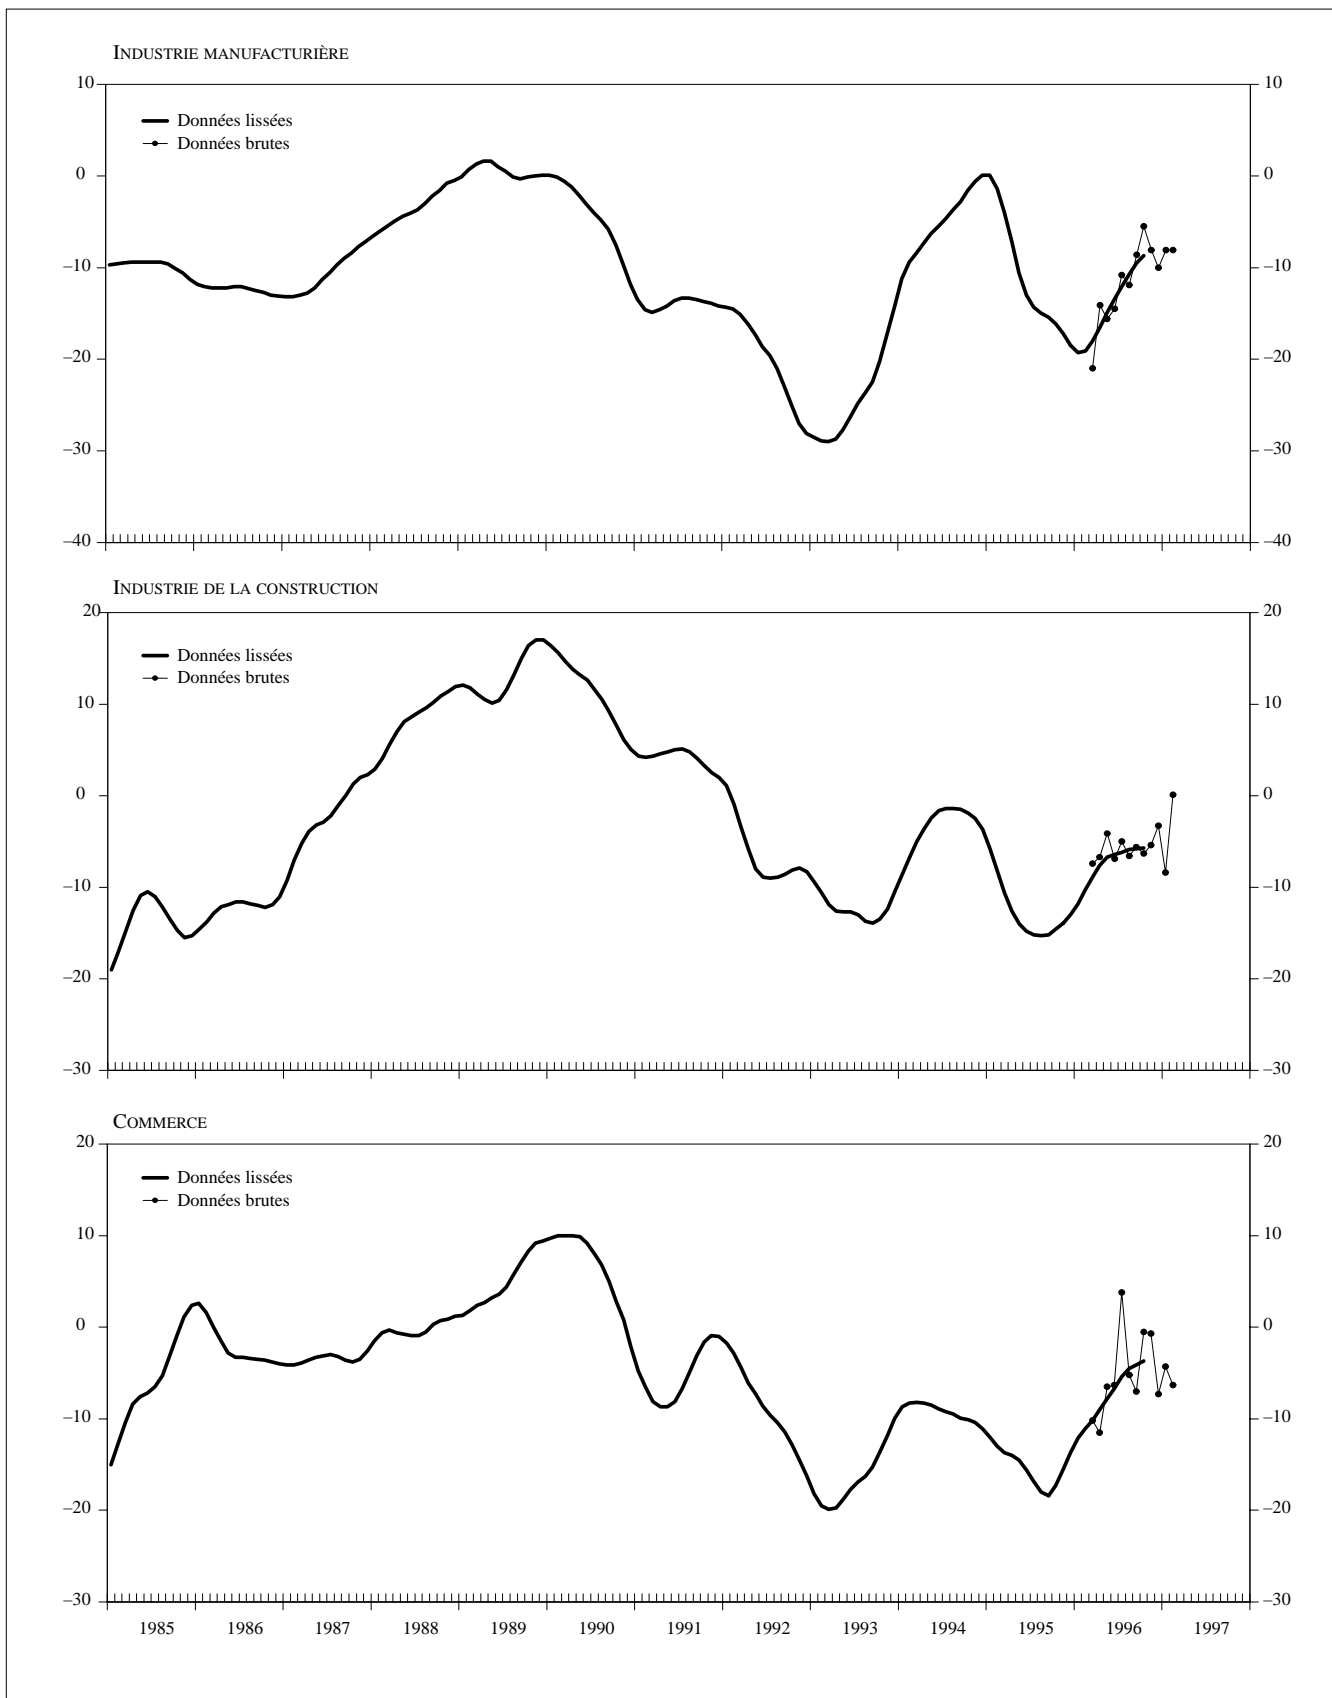 INDUSTRIE MANUFACTURIÈRE
10 10
Données lissées
Données brutes
0 0
–10 –10
–20 –20
–30 –30
–40 –40
INDUSTRIE DE LA CONSTRUCTION
20 20
Données lissées
Données brutes
10 10
0 0
–10 –10
–20 –20
–30 –30
COMMERCE
20 20
Données lissées
Données brutes
10 10
0 0
–10 –10
–20 –20
–30 –30
1985 1986 1987 1988 1989 1990 1991 1992 1993 1994 1995 1996 1997